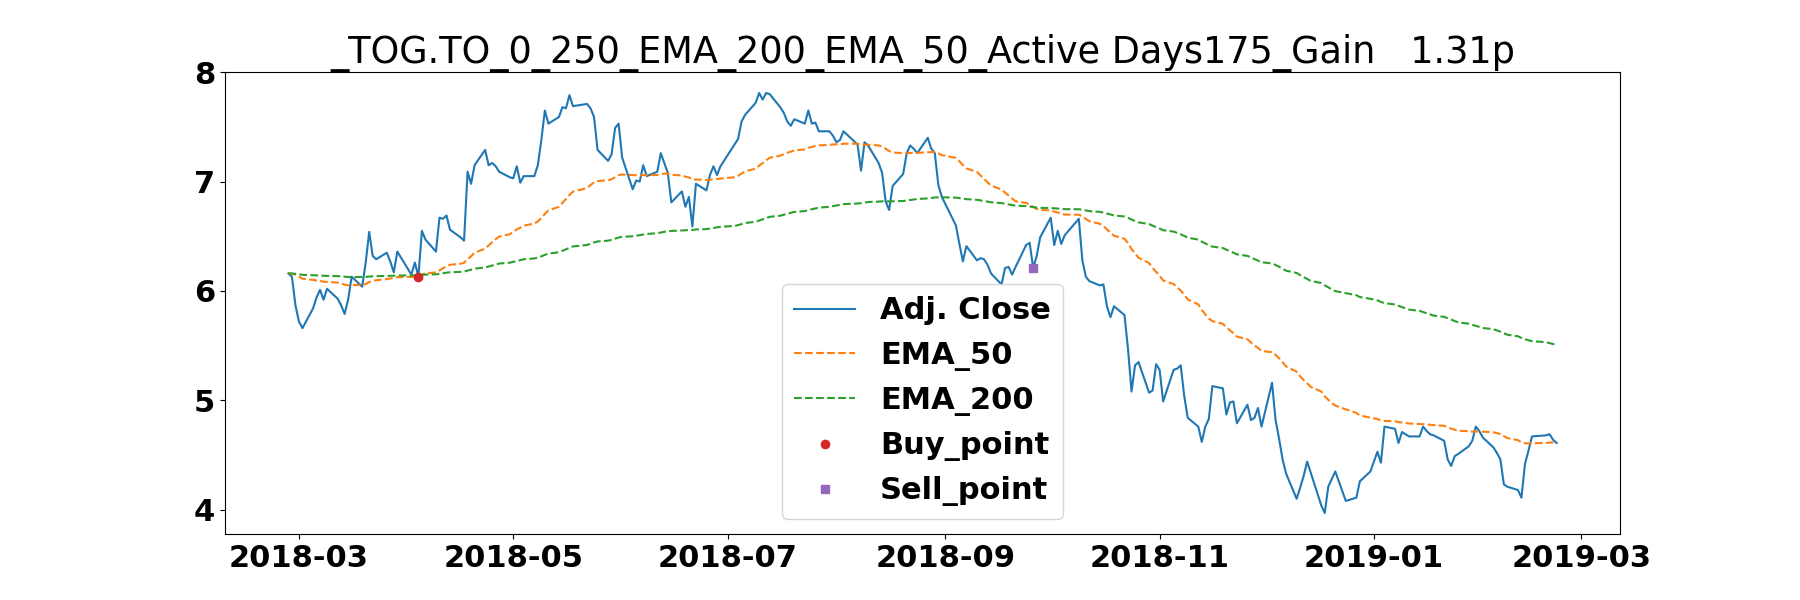 _TOG.TO_0_250_EMA_200_EMA_50_Active Days175_Gain   1.31p
8
7
6
5
4
Adj. Close
EMA_50
EMA_200
Buy_point
Sell_point
2018-03 2018-05 2018-07 2018-09 2018-11 2019-01 2019-03